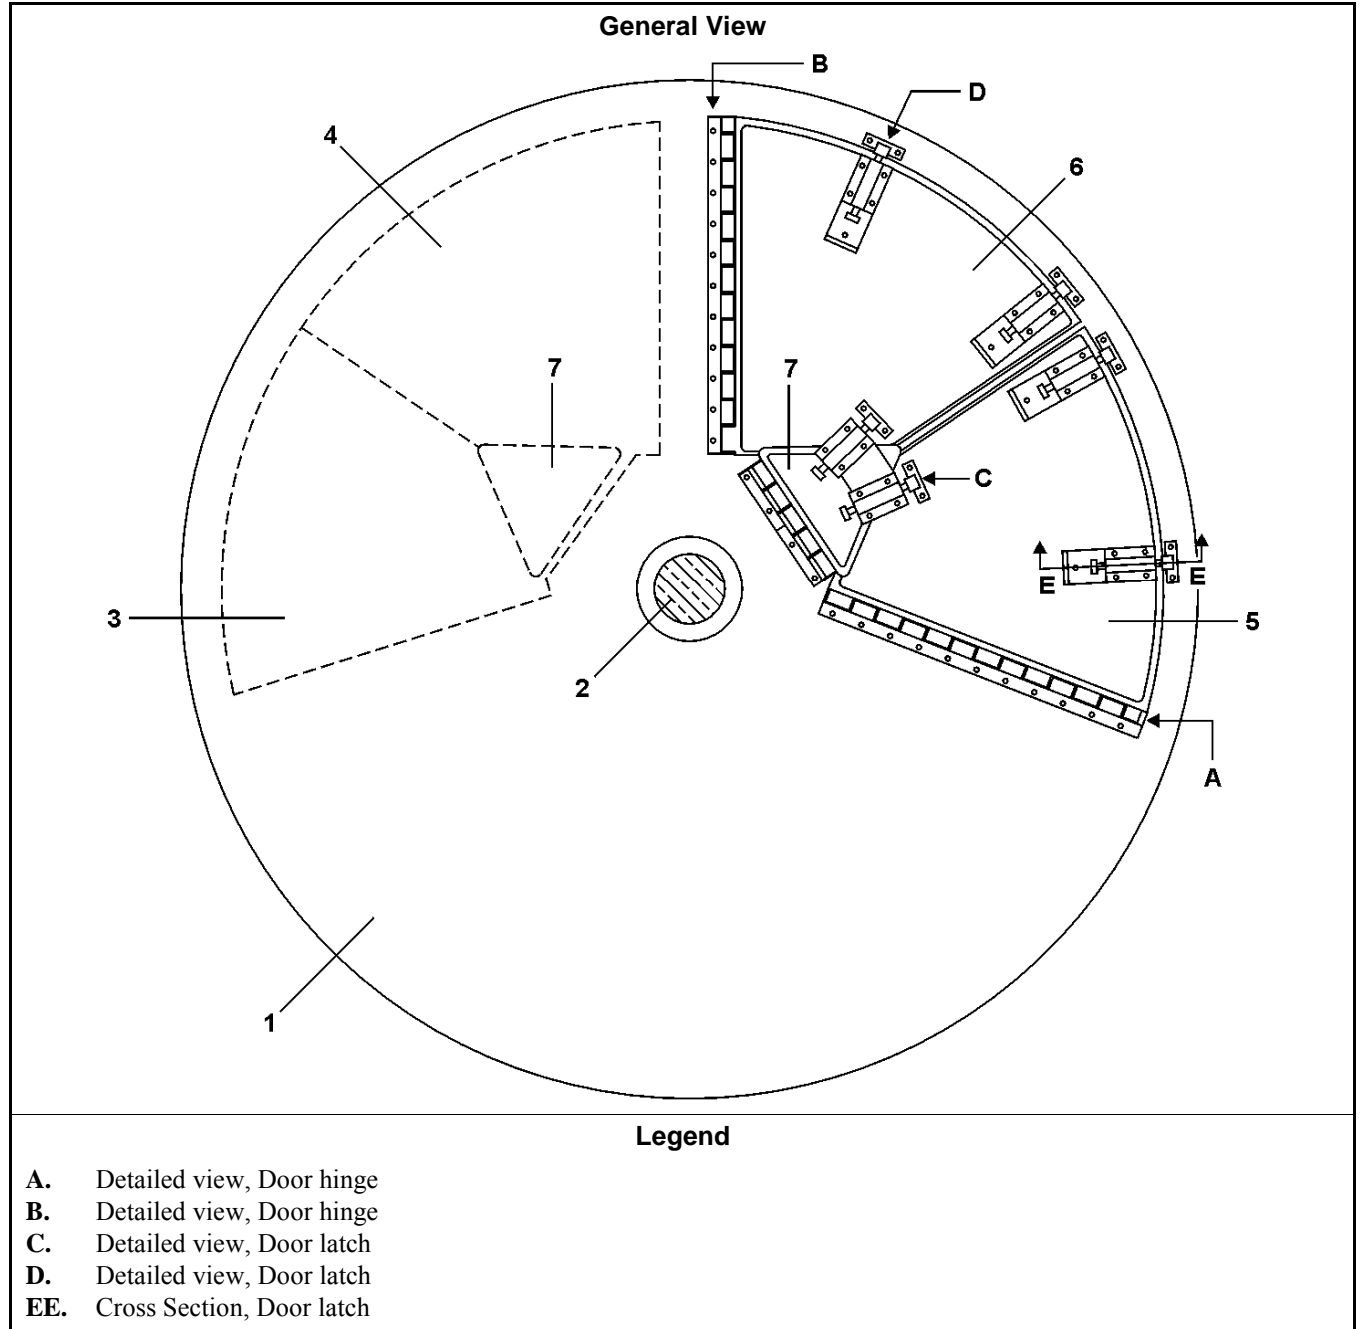 General View
B
D
4
6
7
7
C
E
E
3
5
2
A
1
Legend
A. Detailed view, Door hinge
B. Detailed view, Door hinge
C. Detailed view, Door latch
D. Detailed view, Door latch
EE. Cross Section, Door latch